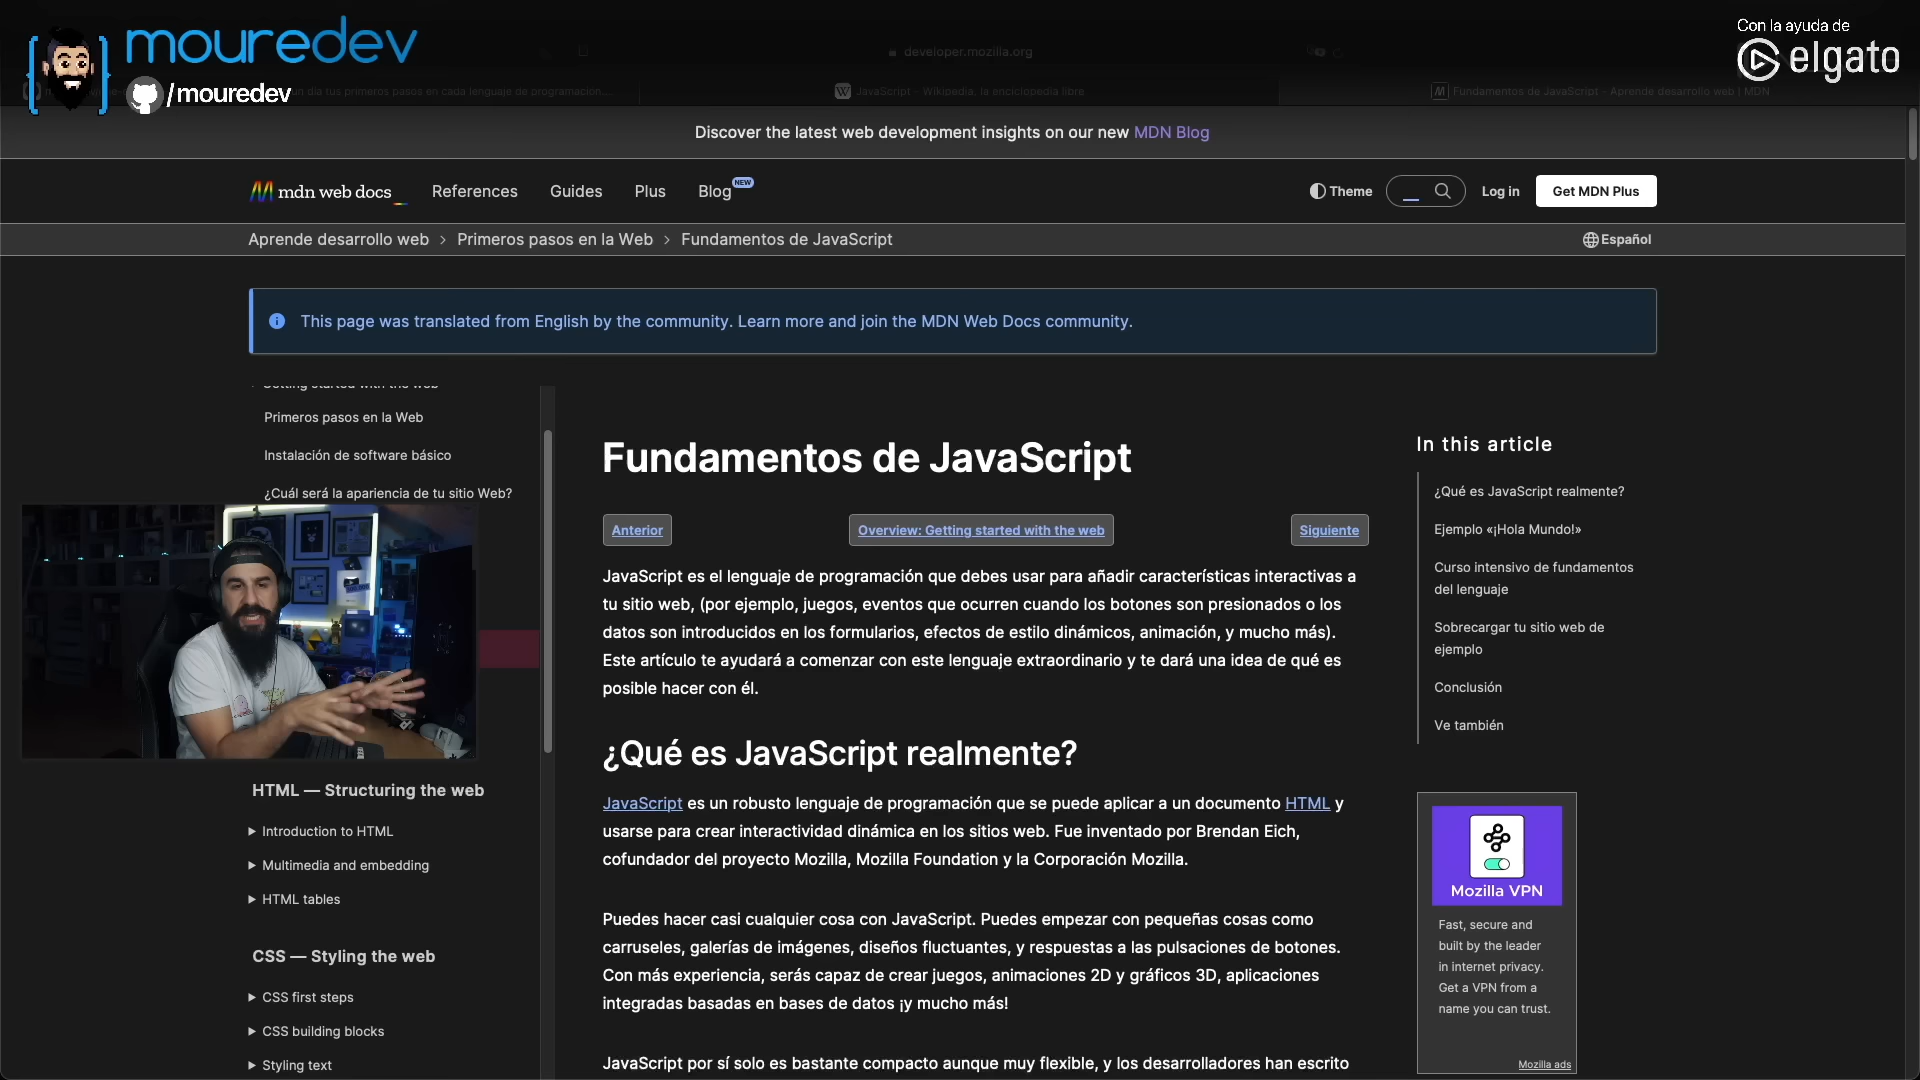 mouredev
/mouredev
Con la ayuda de
elgato
developer.mozilla.org
un día tus primeros pasos en cada lenguaje de programación...
JavaScript - Wikipedia, la enciclopedia libre
Fundamentos de JavaScript - Aprende desarrollo web | MDN
Discover the latest web development insights on our new MDN Blog
mdn web docs
References
Guides
Plus
Blog NEW
Theme
Log in
Get MDN Plus
Aprende desarrollo web > Primeros pasos en la Web > Fundamentos de JavaScript
Español
This page was translated from English by the community. Learn more and join the MDN Web Docs community.
Getting started with the web
Primeros pasos en la Web
Instalación de software básico
¿Cuál será la apariencia de tu sitio Web?
HTML — Structuring the web
Introduction to HTML
Multimedia and embedding
HTML tables
CSS — Styling the web
CSS first steps
CSS building blocks
Styling text
Fundamentos de JavaScript
Anterior
Overview: Getting started with the web
Siguiente
JavaScript es el lenguaje de programación que debes usar para añadir características interactivas a
tu sitio web, (por ejemplo, juegos, eventos que ocurren cuando los botones son presionados o los
datos son introducidos en los formularios, efectos de estilo dinámicos, animación, y mucho más).
Este artículo te ayudará a comenzar con este lenguaje extraordinario y te dará una idea de qué es
posible hacer con él.
¿Qué es JavaScript realmente?
JavaScript es un robusto lenguaje de programación que se puede aplicar a un documento HTML y
usarse para crear interactividad dinámica en los sitios web. Fue inventado por Brendan Eich,
cofundador del proyecto Mozilla, Mozilla Foundation y la Corporación Mozilla.
Puedes hacer casi cualquier cosa con JavaScript. Puedes empezar con pequeñas cosas como
carruseles, galerías de imágenes, diseños fluctuantes, y respuestas a las pulsaciones de botones.
Con más experiencia, serás capaz de crear juegos, animaciones 2D y gráficos 3D, aplicaciones
integradas basadas en bases de datos ¡y mucho más!
JavaScript por sí solo es bastante compacto aunque muy flexible, y los desarrolladores han escrito
In this article
¿Qué es JavaScript realmente?
Ejemplo «¡Hola Mundo!»
Curso intensivo de fundamentos
del lenguaje
Sobrecargar tu sitio web de
ejemplo
Conclusión
Ve también
Mozilla VPN
Fast, secure and
built by the leader
in internet privacy.
Get a VPN from a
name you can trust.
Mozilla ads